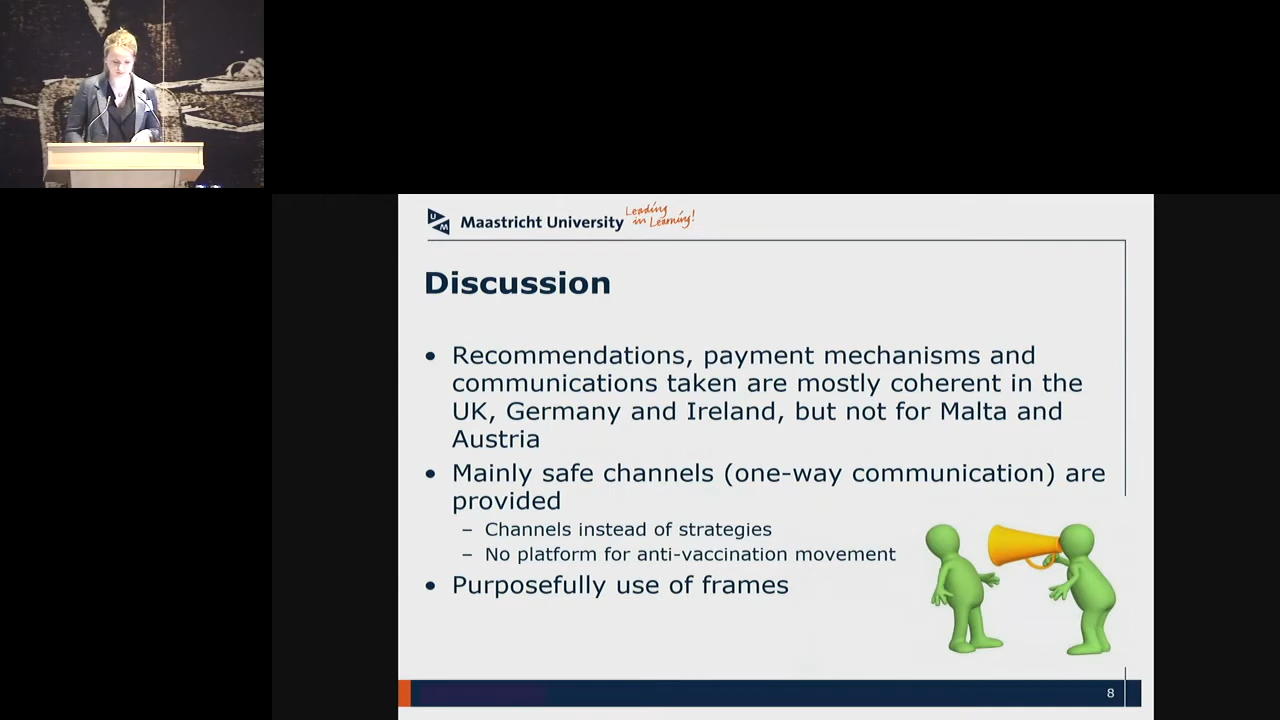 UM
Maastricht University
Leading
in Learning!
Discussion
• Recommendations, payment mechanisms and
communications taken are mostly coherent in the
UK, Germany and Ireland, but not for Malta and
Austria
• Mainly safe channels (one-way communication) are
provided
– Channels instead of strategies
– No platform for anti-vaccination movement
• Purposefully use of frames
8